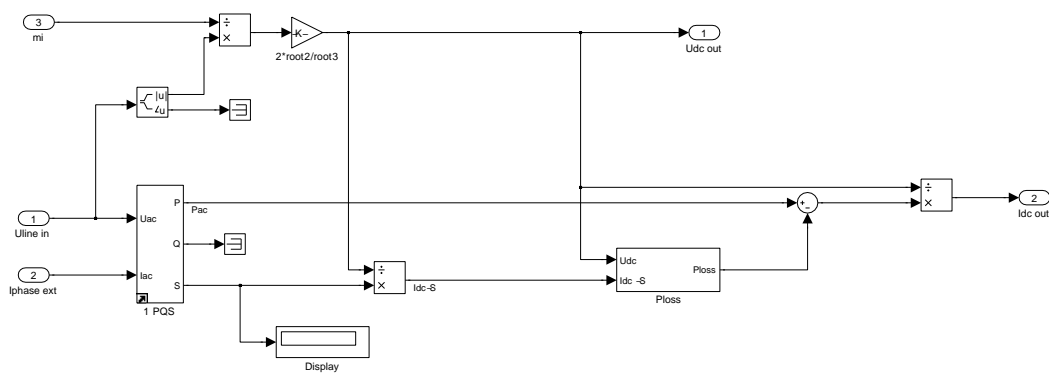 3
mi
÷
×
-K-
2*root2/root3
1
Udc out
|u|
∠u
1
Uline in
2
Iphase ext
Uac
Iac
P
Q
S
1 PQS
Pac
÷
×
Idc-S
Display
Udc
Idc -S
Ploss
Ploss
+
−
÷
×
2
Idc out